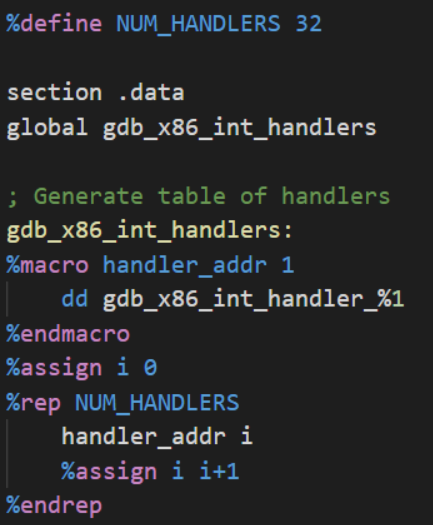 %define NUM_HANDLERS 32
section .data
global gdb_x86_int_handlers
; Generate table of handlers
gdb_x86_int_handlers:
%macro handler_addr 1
    dd gdb_x86_int_handler_%1
%endmacro
%assign i 0
%rep NUM_HANDLERS
    handler_addr i
    %assign i i+1
%endrep